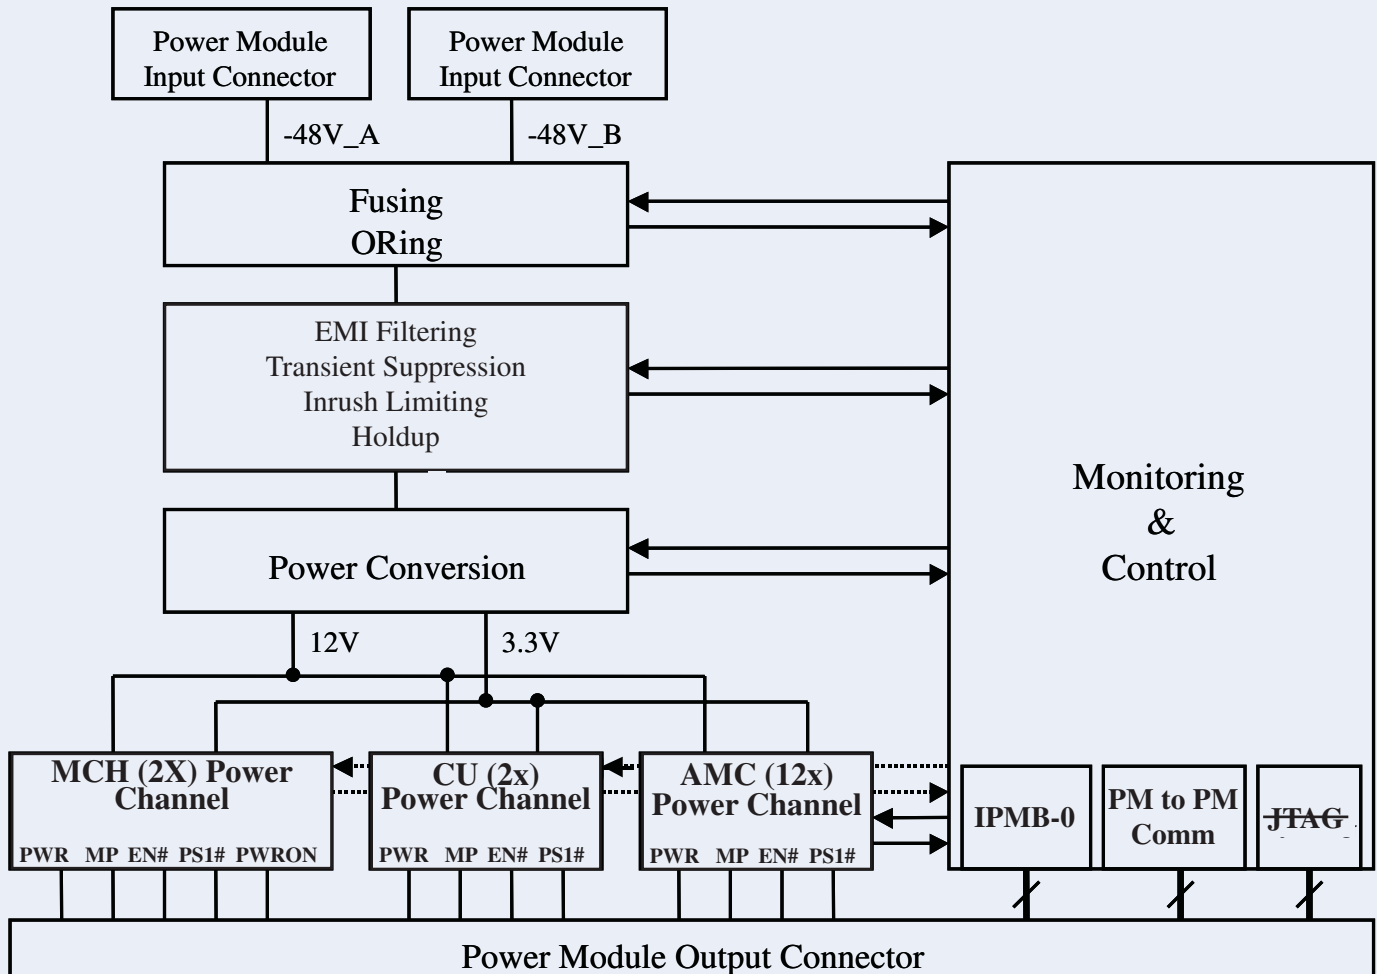 Power Module
Input Connector
Power Module
Input Connector
-48V_A
-48V_B
Fusing
ORing
EMI Filtering
Transient Suppression
Inrush Limiting
Holdup
Monitoring
&
Control
Power Conversion
12V
3.3V
MCH (2X) Power
Channel
PWR MP EN# PS1# PWRON
CU (2x)
Power Channel
PWR MP EN# PS1#
AMC (12x)
Power Channel
PWR MP EN# PS1#
IPMB-0
PM to PM
Comm
JTAG
Power Module Output Connector